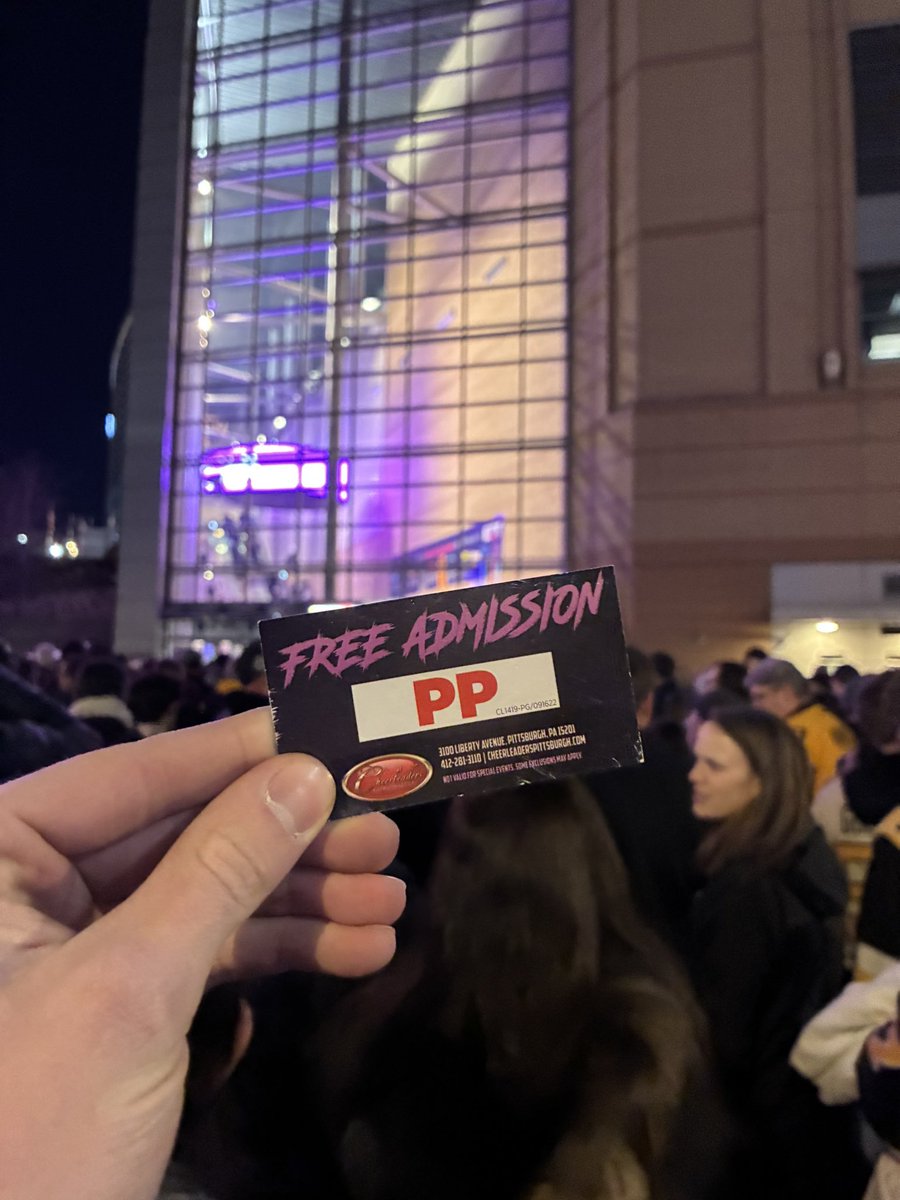 FREE ADMISSION
PP
CL1419-PG/091622
3100 LIBERTY AVENUE, PITTSBURGH, PA 15201
412-281-3110 | CHEERLEADERSPITTSBURGH.COM
NOT VALID FOR SPECIAL EVENTS. SOME EXCLUSIONS MAY APPLY.
Cheerleaders